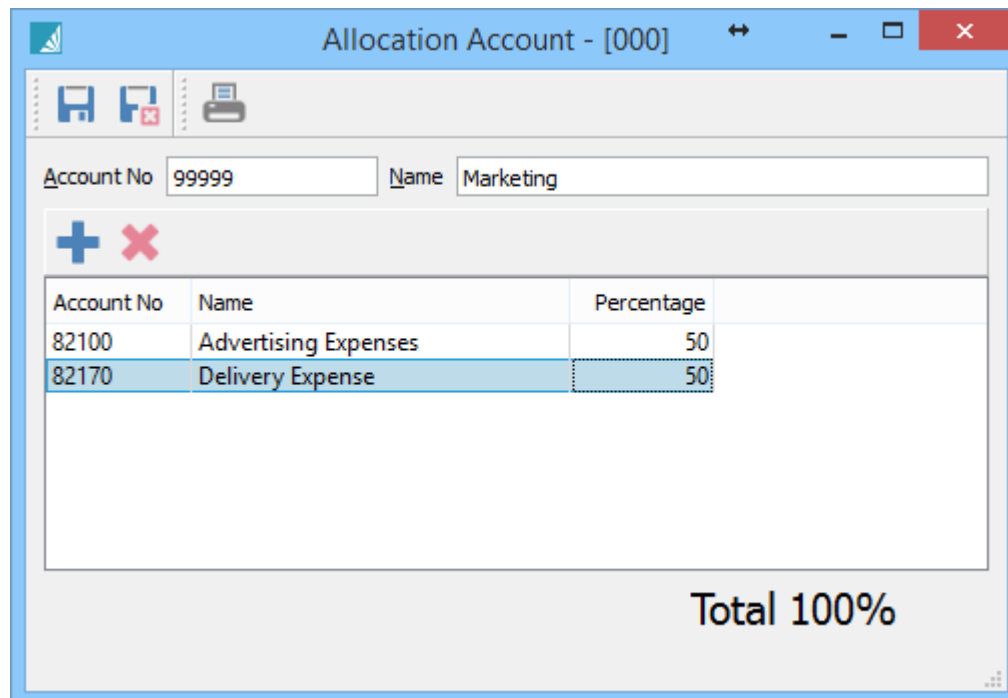 Allocation Account - [000]
Account No 99999 Name Marketing
Account No Name Percentage
82100 Advertising Expenses 50
82170 Delivery Expense 50
Total 100%